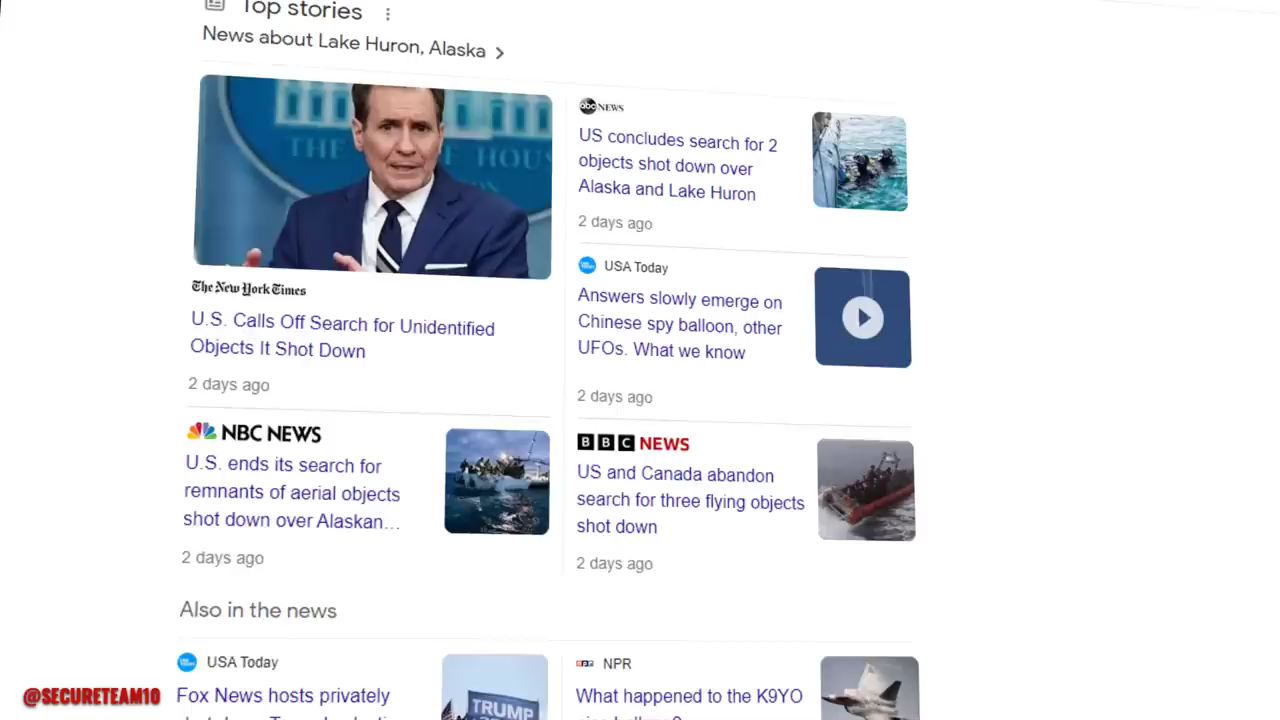 Top stories
News about Lake Huron, Alaska
THE HOUS
The New York Times
U.S. Calls Off Search for Unidentified
Objects It Shot Down
2 days ago
abc NEWS
US concludes search for 2
objects shot down over
Alaska and Lake Huron
2 days ago
USA Today
Answers slowly emerge on
Chinese spy balloon, other
UFOs. What we know
2 days ago
NBC NEWS
U.S. ends its search for
remnants of aerial objects
shot down over Alaskan...
2 days ago
BBC NEWS
US and Canada abandon
search for three flying objects
shot down
2 days ago
Also in the news
USA Today
Fox News hosts privately
TRUMP
NPR
What happened to the K9YO
@SECURETEAM10